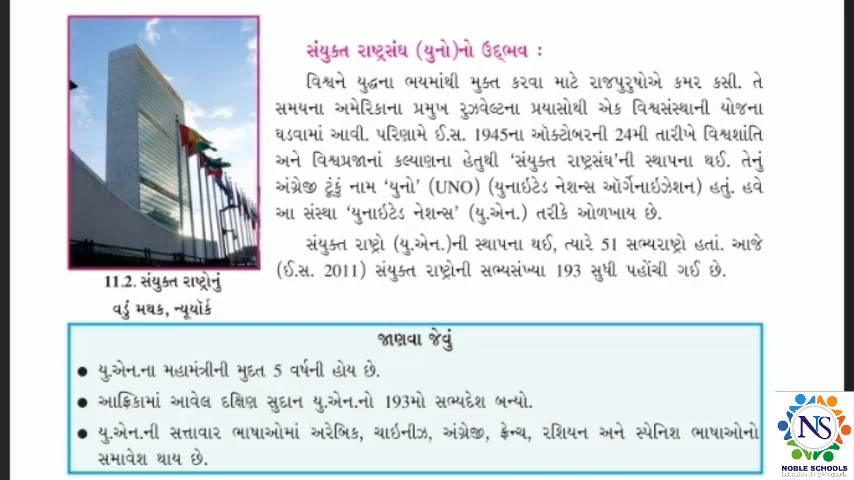 સંયુક્ત રાષ્ટ્રસંઘ (યુનો)નો ઉદ્ભવ :
વિશ્વને યુદ્ધના ભયમાંથી મુક્ત કરવા માટે રાજપુરુષોએ કમર કસી. તે
સમયના અમેરિકાના પ્રમુખ રુઝવેલ્ટના પ્રયાસોથી એક વિશ્વસંસ્થાની યોજના
ઘડવામાં આવી. પરિણામે ઈ.સ. 1945ના ઑક્ટોબરની 24મી તારીખે વિશ્વશાંતિ
અને વિશ્વપ્રજાનાં કલ્યાણના હેતુથી ‘સંયુક્ત રાષ્ટ્રસંઘ’ની સ્થાપના થઈ. તેનું
અંગ્રેજી ટૂંકું નામ ‘યુનો’ (UNO) (યુનાઇટેડ નેશન્સ ઑર્ગેનાઇઝેશન) હતું. હવે
આ સંસ્થા ‘યુનાઇટેડ નેશન્સ’ (યુ.એન.) તરીકે ઓળખાય છે.
સંયુક્ત રાષ્ટ્રો (યુ.એન.)ની સ્થાપના થઈ, ત્યારે 51 સભ્યરાષ્ટ્રો હતાં. આજે
(ઈ.સ. 2011) સંયુક્ત રાષ્ટ્રોની સભ્યસંખ્યા 193 સુધી પહોંચી ગઈ છે.
11.2. સંયુક્ત રાષ્ટ્રોનું
વડું મથક, ન્યૂયૉર્ક
જાણવા જેવું
● યુ.એન.ના મહામંત્રીની મુદત 5 વર્ષની હોય છે.
● આફ્રિકામાં આવેલ દક્ષિણ સુદાન યુ.એન.નો 193મો સભ્યદેશ બન્યો.
● યુ.એન.ની સત્તાવાર ભાષાઓમાં અરેબિક, ચાઇનીઝ, અંગ્રેજી, ફ્રેન્ચ, રશિયન અને સ્પેનિશ ભાષાઓનો
સમાવેશ થાય છે.
NS
NOBLE SCHOOLS